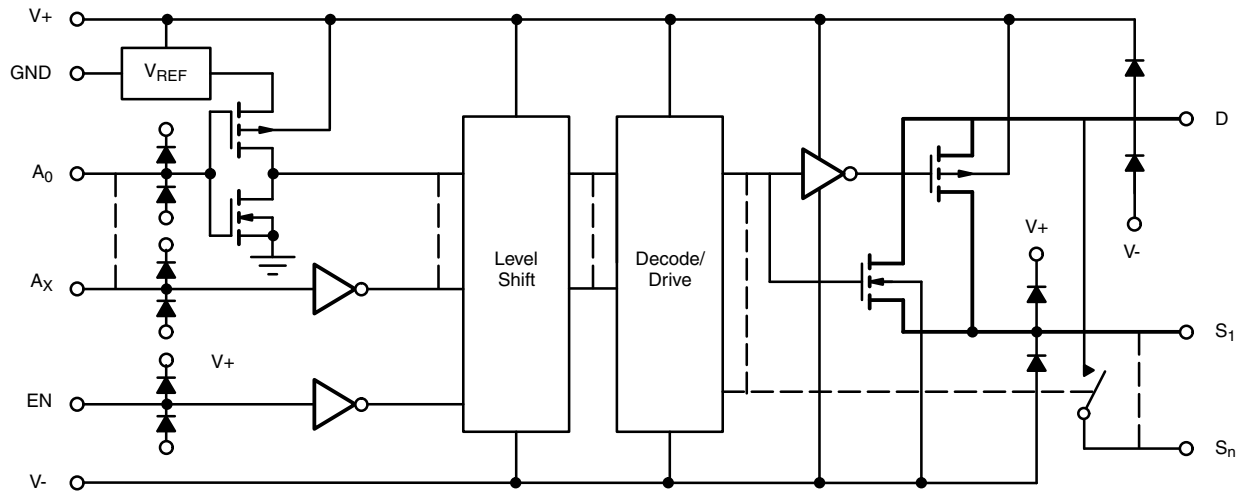 V+
GND
VREF
D
A0
V+
Level
Shift
Decode/
Drive
V-
AX
S1
V+
EN
Sn
V-